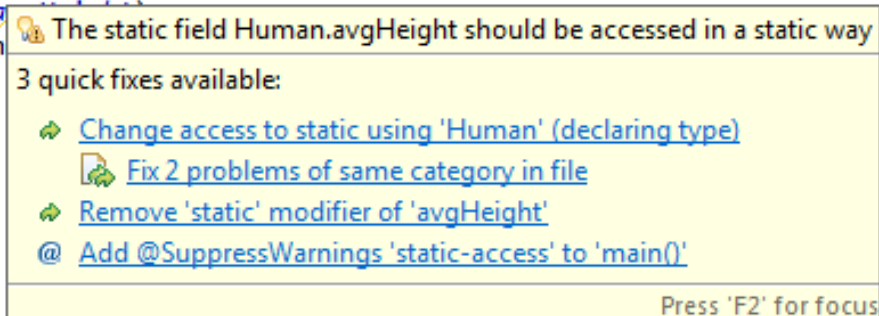 The static field Human.avgHeight should be accessed in a static way
3 quick fixes available:
Change access to static using 'Human' (declaring type)
Fix 2 problems of same category in file
Remove 'static' modifier of 'avgHeight'
@ Add @SuppressWarnings 'static-access' to 'main()'
Press 'F2' for focus